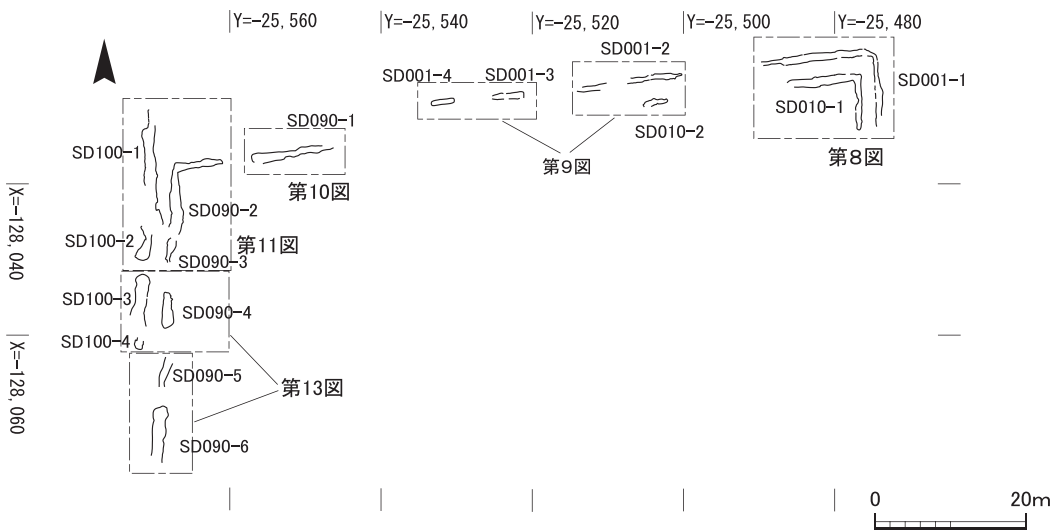 Y=-25,560
Y=-25,540
Y=-25,520
Y=-25,500
Y=-25,480
SD001-2
SD001-4
SD001-3
SD001-1
SD010-1
SD010-2
SD090-1
第9図
第8図
SD100-1
第10図
X=-128,040
SD090-2
SD100-2
第11図
SD090-3
SD100-3
SD090-4
SD100-4
X=-128,060
SD090-5
第13図
SD090-6
0
20m